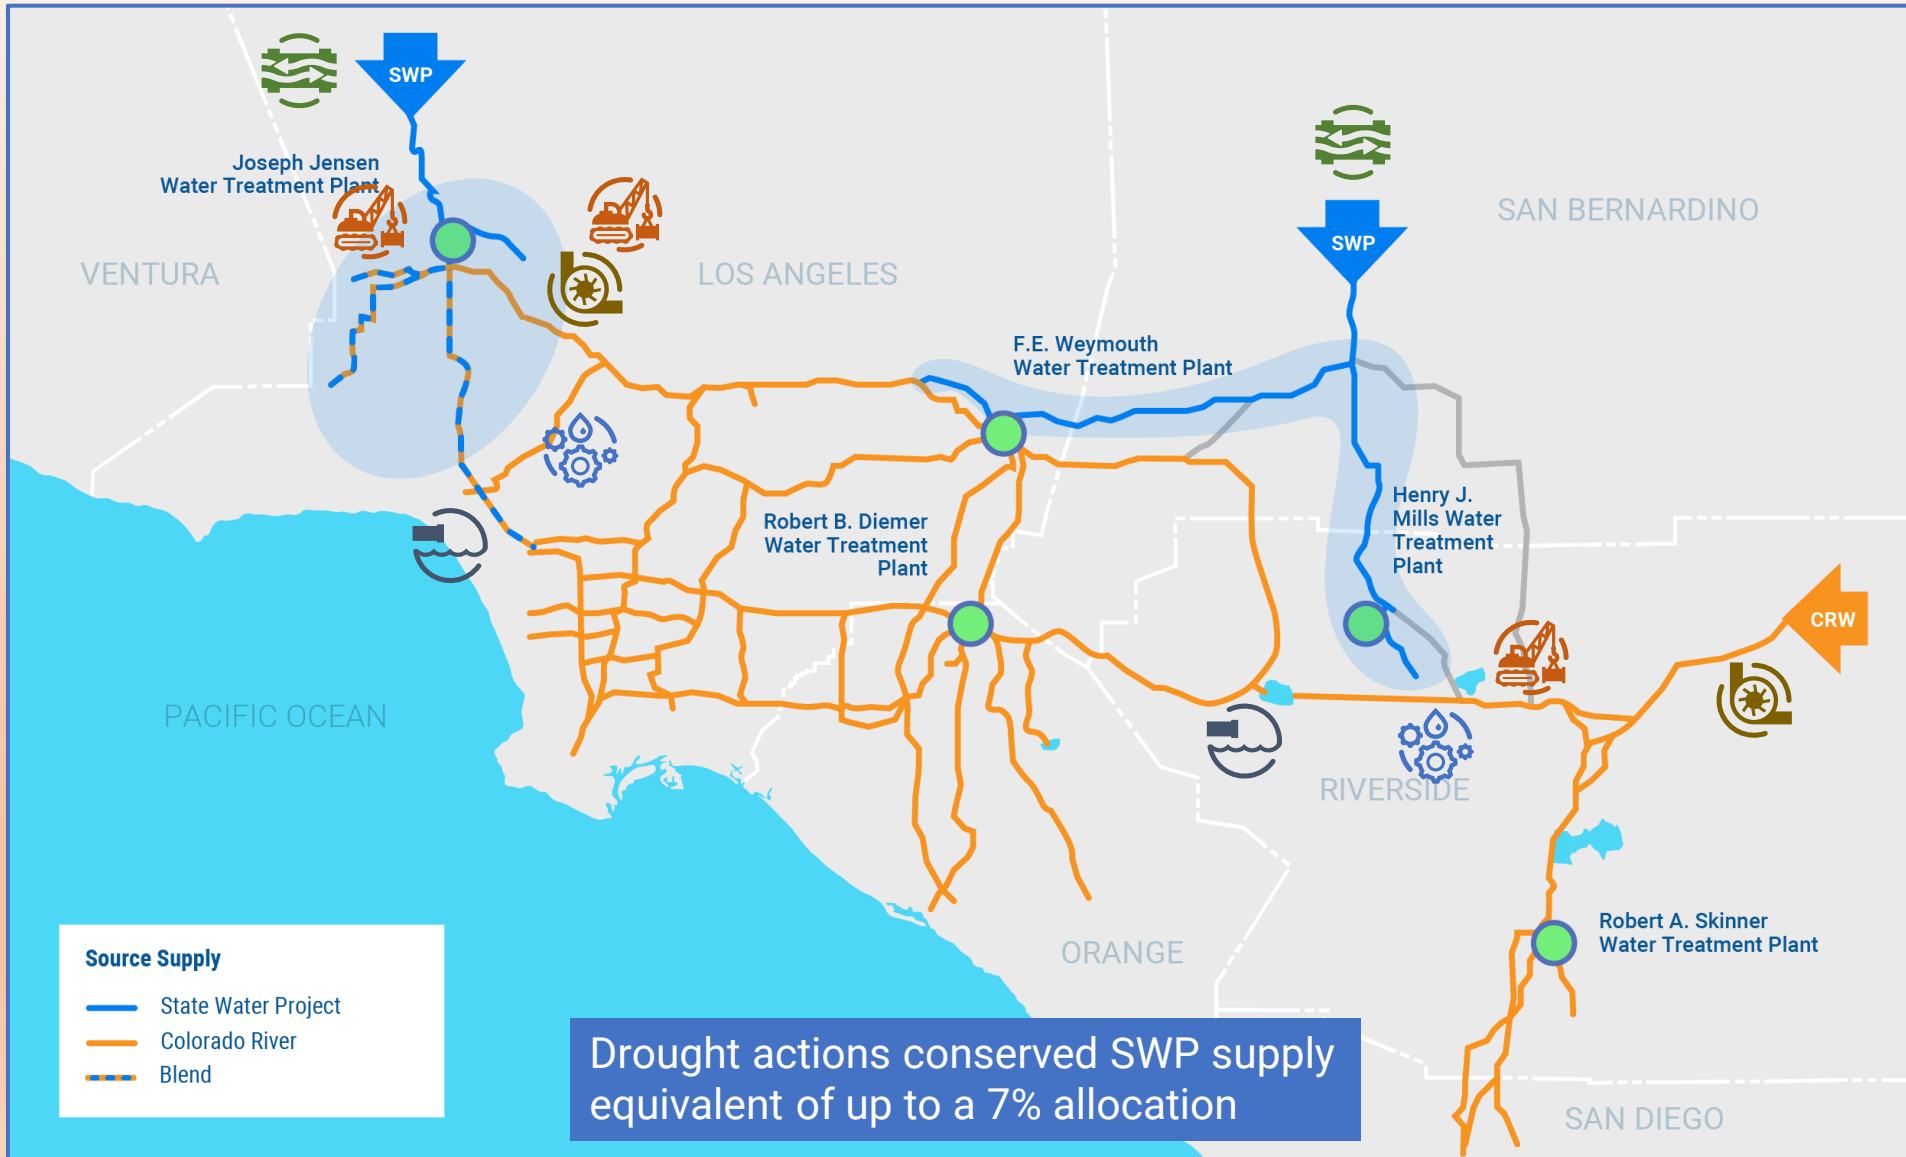 SWP
Joseph Jensen
Water Treatment Plant
SAN BERNARDINO
SWP
VENTURA
LOS ANGELES
F.E. Weymouth
Water Treatment Plant
Henry J.
Mills Water
Treatment
Plant
Robert B. Diemer
Water Treatment
Plant
CRW
PACIFIC OCEAN
RIVERSIDE
Robert A. Skinner
Water Treatment Plant
ORANGE
Source Supply
State Water Project
Colorado River
Blend
Drought actions conserved SWP supply
equivalent of up to a 7% allocation
SAN DIEGO